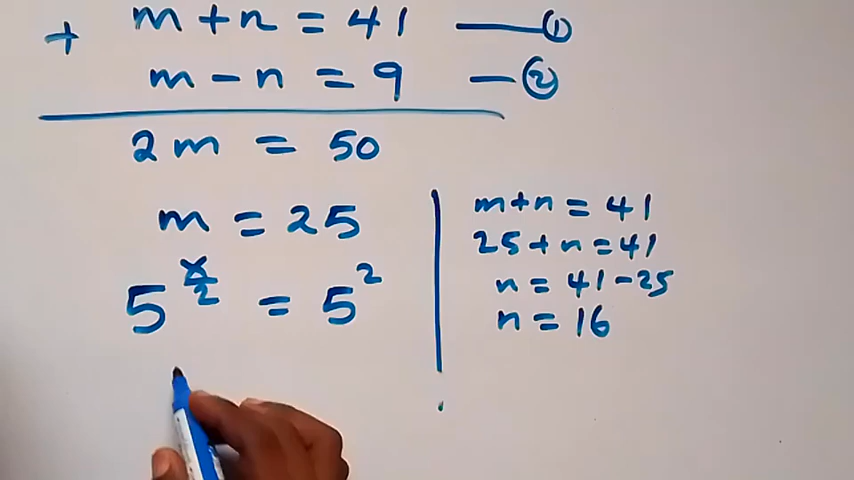 + m + n = 41 — ①
m - n = 9 — ②
2m = 50
m = 25
5^(x/2) = 5^2
m + n = 41
25 + n = 41
n = 41 - 25
n = 16